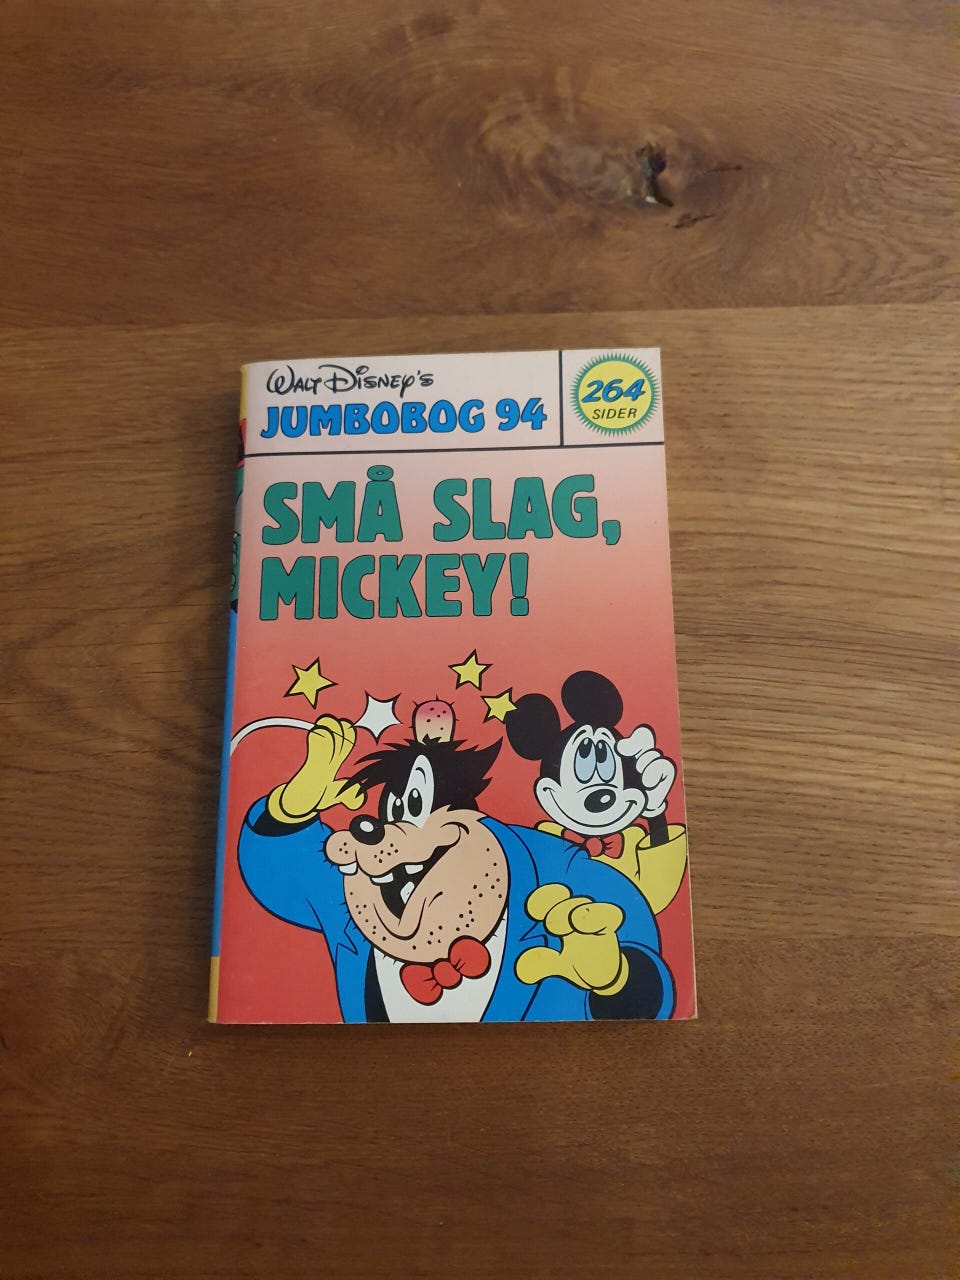 WALT DISNEY'S
JUMBOBOG 94
264
SIDER
SMÅ SLAG,
MICKEY!